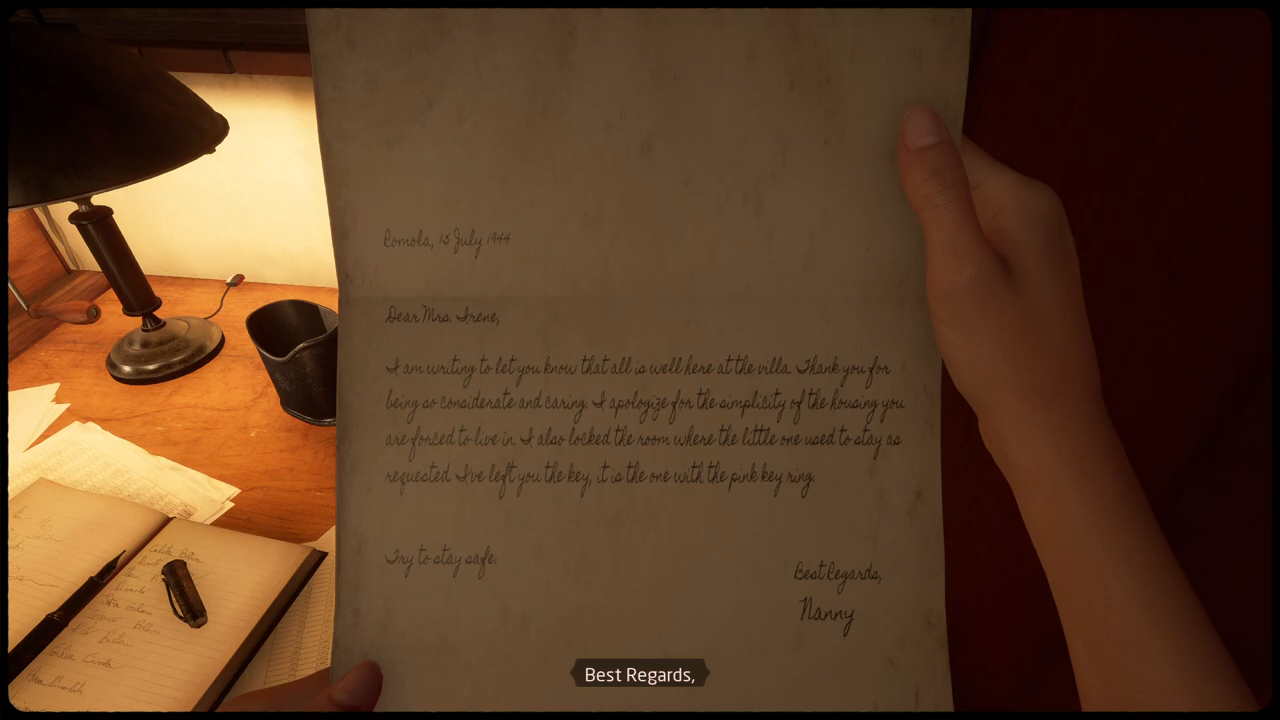 Romola, 15 July 1944
Dear Mrs. Irene,
I am writing to let you know that all is well here at the villa. Thank you for
being so considerate and caring. I apologize for the simplicity of the housing you
are forced to live in. I also locked the room where the little one used to stay as
requested. I've left you the key, it is the one with the pink key ring.
Try to stay safe.
Best Regards,
Nanny
Best Regards,